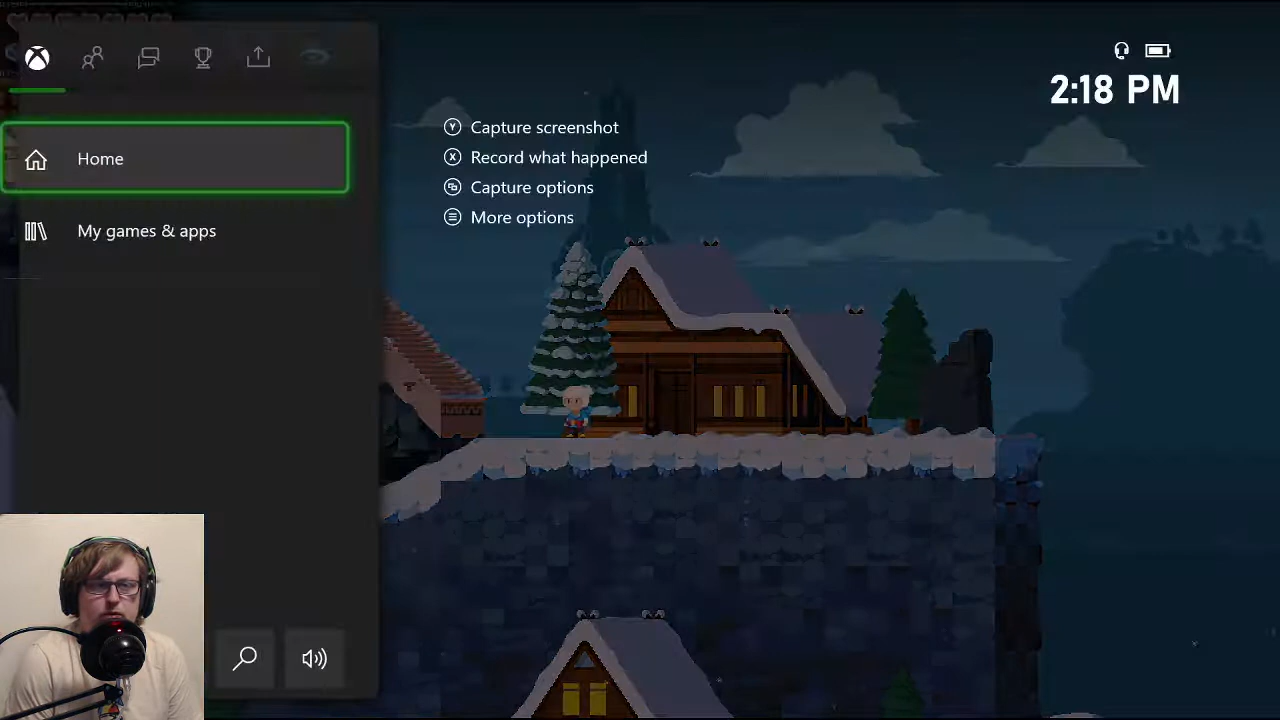 2:18 PM
Home
My games & apps
Capture screenshot
Record what happened
Capture options
More options